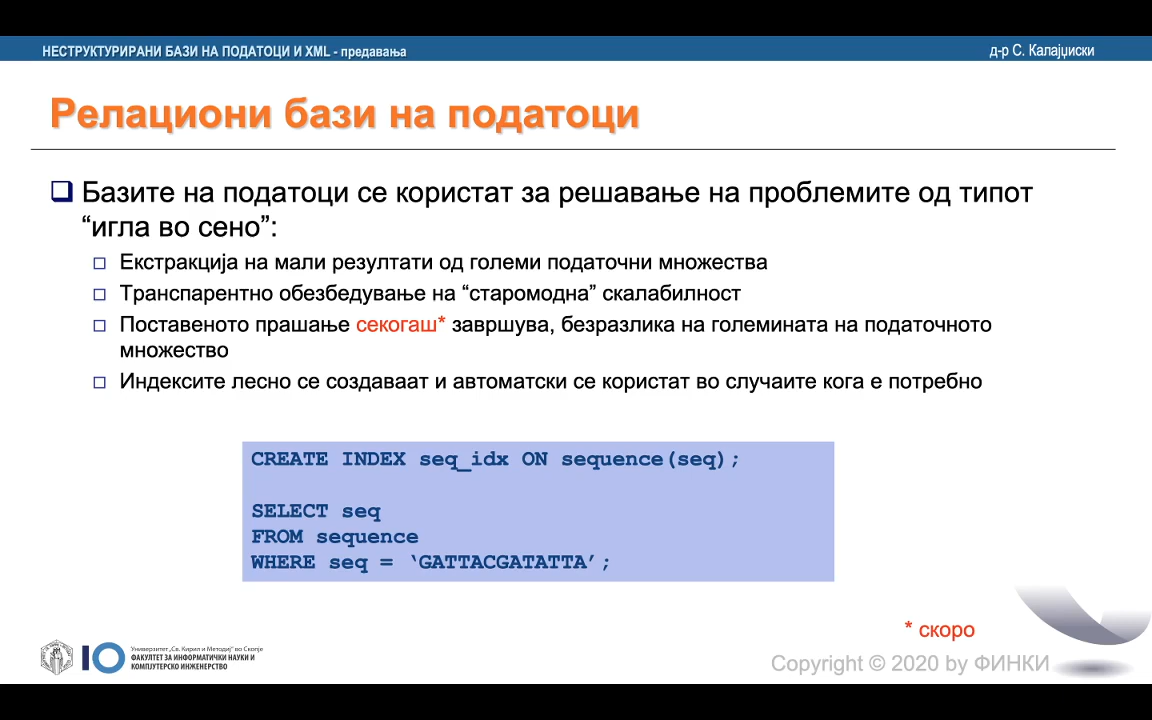 НЕСТРУКТУРИРАНИ БАЗИ НА ПОДАТОЦИ И XML - предавања
д-р С. Калајџиски
Релациони бази на податоци
Базите на податоци се користат за решавање на проблемите од типот
“игла во сено”:
Екстракција на мали резултати од големи податочни множества
Транспарентно обезбедување на “старомодна” скалабилност
Поставеното прашање секогаш* завршува, безразлика на големината на податочното
множество
Индексите лесно се создаваат и автоматски се користат во случаите кога е потребно
CREATE INDEX seq_idx ON sequence(seq);
SELECT seq
FROM sequence
WHERE seq = ‘GATTACGATATTA’;
* скоро
Универзитет „Св. Кирил и Методиј“ во Скопје
ФАКУЛТЕТ ЗА ИНФОРМАТИЧКИ НАУКИ И
КОМПЈУТЕРСКО ИНЖЕНЕРСТВО
Copyright © 2020 by ФИНКИ